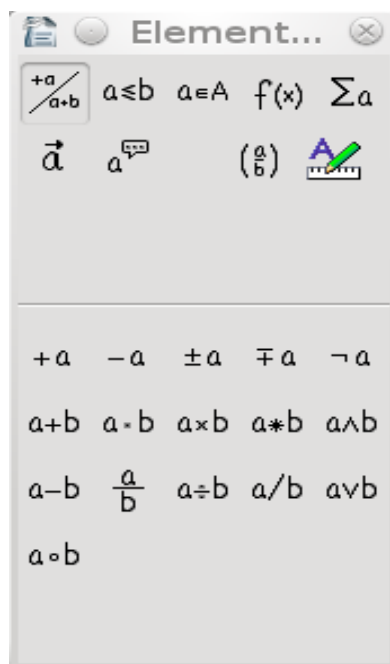 Element...
+a/a+b a≤b a∈A f(x) Σa
a⃗ a (a/b) A
+a −a ±a ∓a ¬a
a+b a·b a×b a∗b a∧b
a−b a/b a÷b a/b a∨b
a∘b